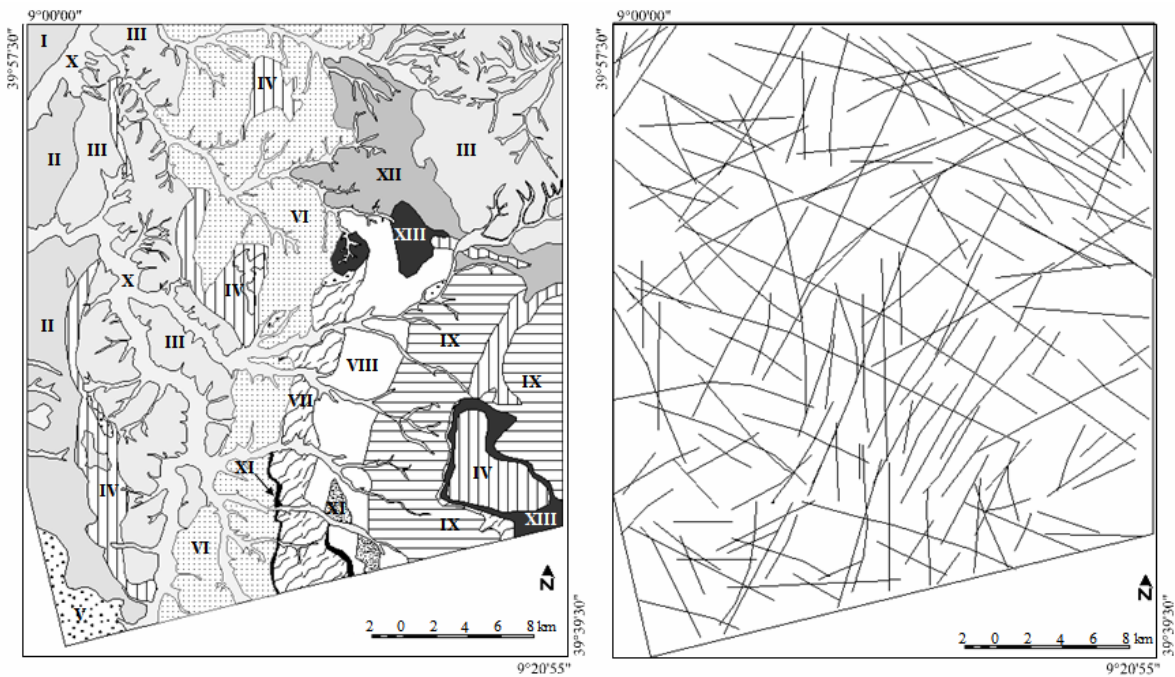 9°00'00"
39°57'30"
I
III
X
IV
II
III
III
XII
VI
XIII
X
IV
II
III
IX
VIII
IX
VII
XI
IV
IV
XI
XIII
IX
VI
V
N
2 0 2 4 6 8 km
39°39'30"
9°20'55"
9°00'00"
39°57'30"
N
2 0 2 4 6 8 km
39°39'30"
9°20'55"